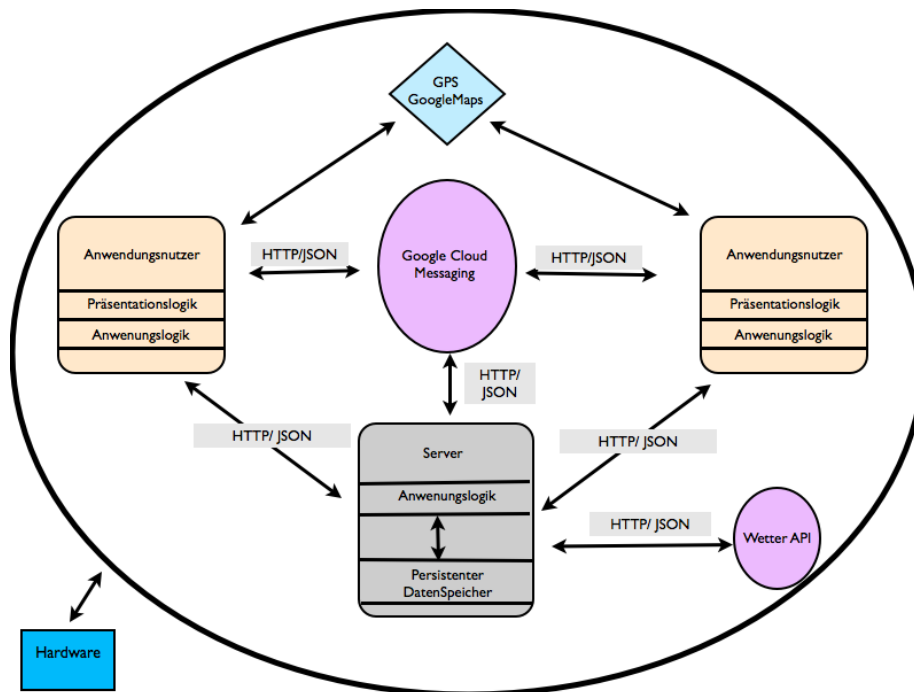 GPS
GoogleMaps
Anwendungsnutzer
Präsentationslogik
Anwenungslogik
HTTP/JSON
Google Cloud
Messaging
HTTP/JSON
Anwendungsnutzer
Präsentationslogik
Anwenungslogik
HTTP/
JSON
HTTP/ JSON
HTTP/ JSON
Server
Anwenungslogik
Persistenter
DatenSpeicher
HTTP/ JSON
Wetter API
Hardware